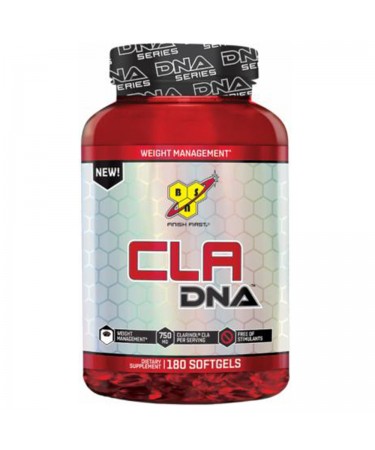 DNA
SERIES
WEIGHT MANAGEMENT*
NEW!
BSN
FINISH FIRST.
CLA
DNA™
WEIGHT
MANAGEMENT*
750
MG
CLARINOL® CLA
PER SERVING
FREE OF
STIMULANTS
DIETARY
SUPPLEMENT
180 SOFTGELS